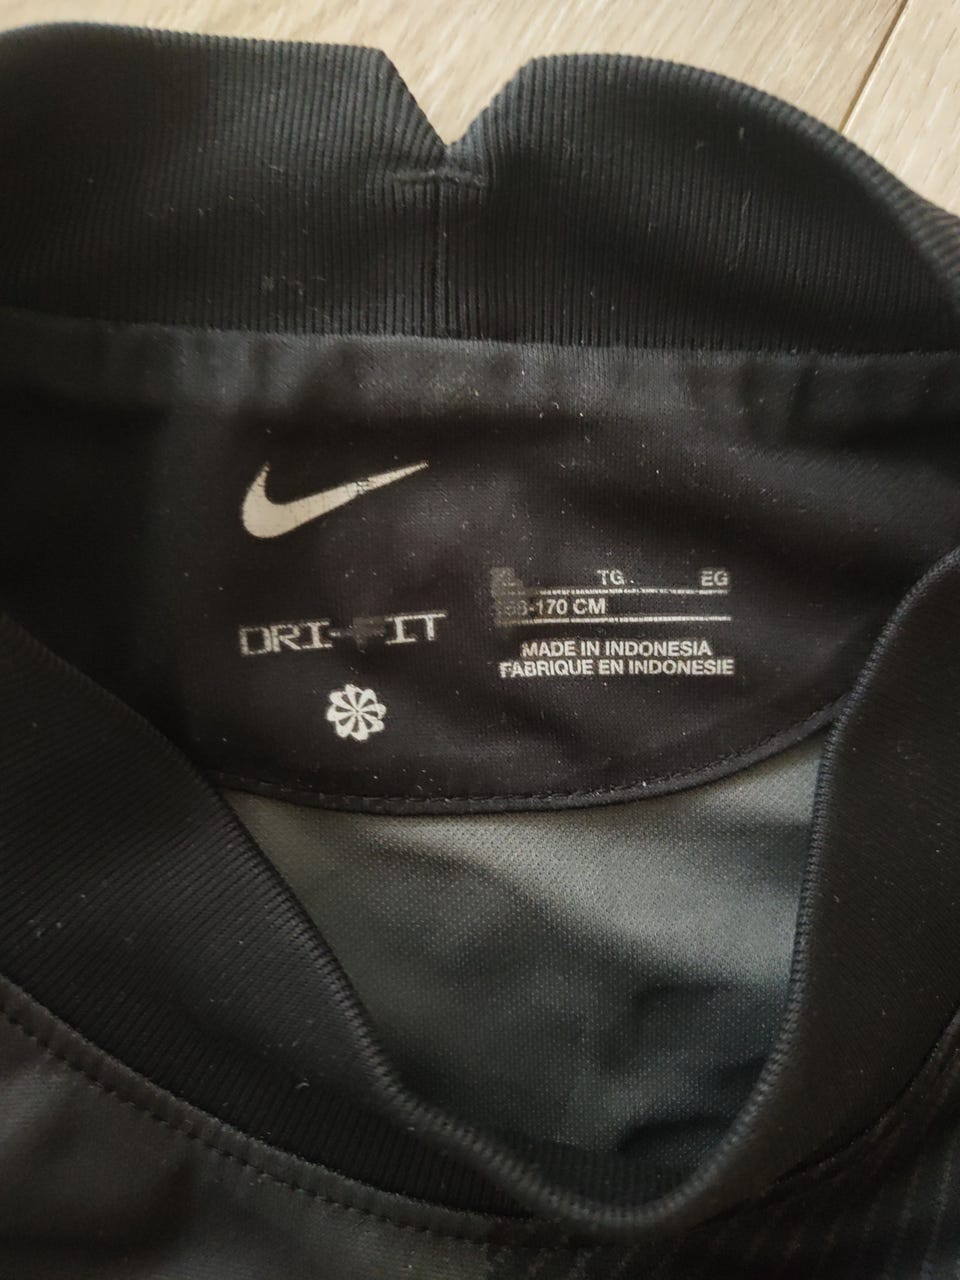 TG EG
-170 CM
DRI-FIT
MADE IN INDONESIA
FABRIQUE EN INDONESIE